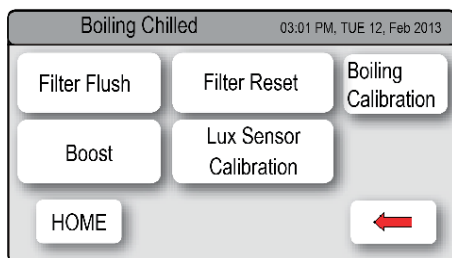 Boiling Chilled 03:01 PM, TUE 12, Feb 2013
Filter Flush
Filter Reset
Boiling
Calibration
Boost
Lux Sensor
Calibration
HOME